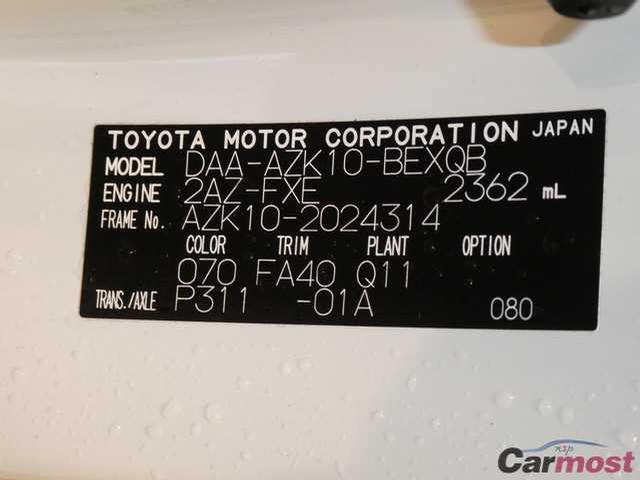 TOYOTA MOTOR CORPORATION JAPAN
MODEL DAA-AZK10-BEXQB
ENGINE 2AZ-FXE 2362 mL
FRAME No. AZK10-2024314
COLOR TRIM PLANT OPTION
070 FA40 Q11
TRANS./AXLE P311 -01A 080
Carmost